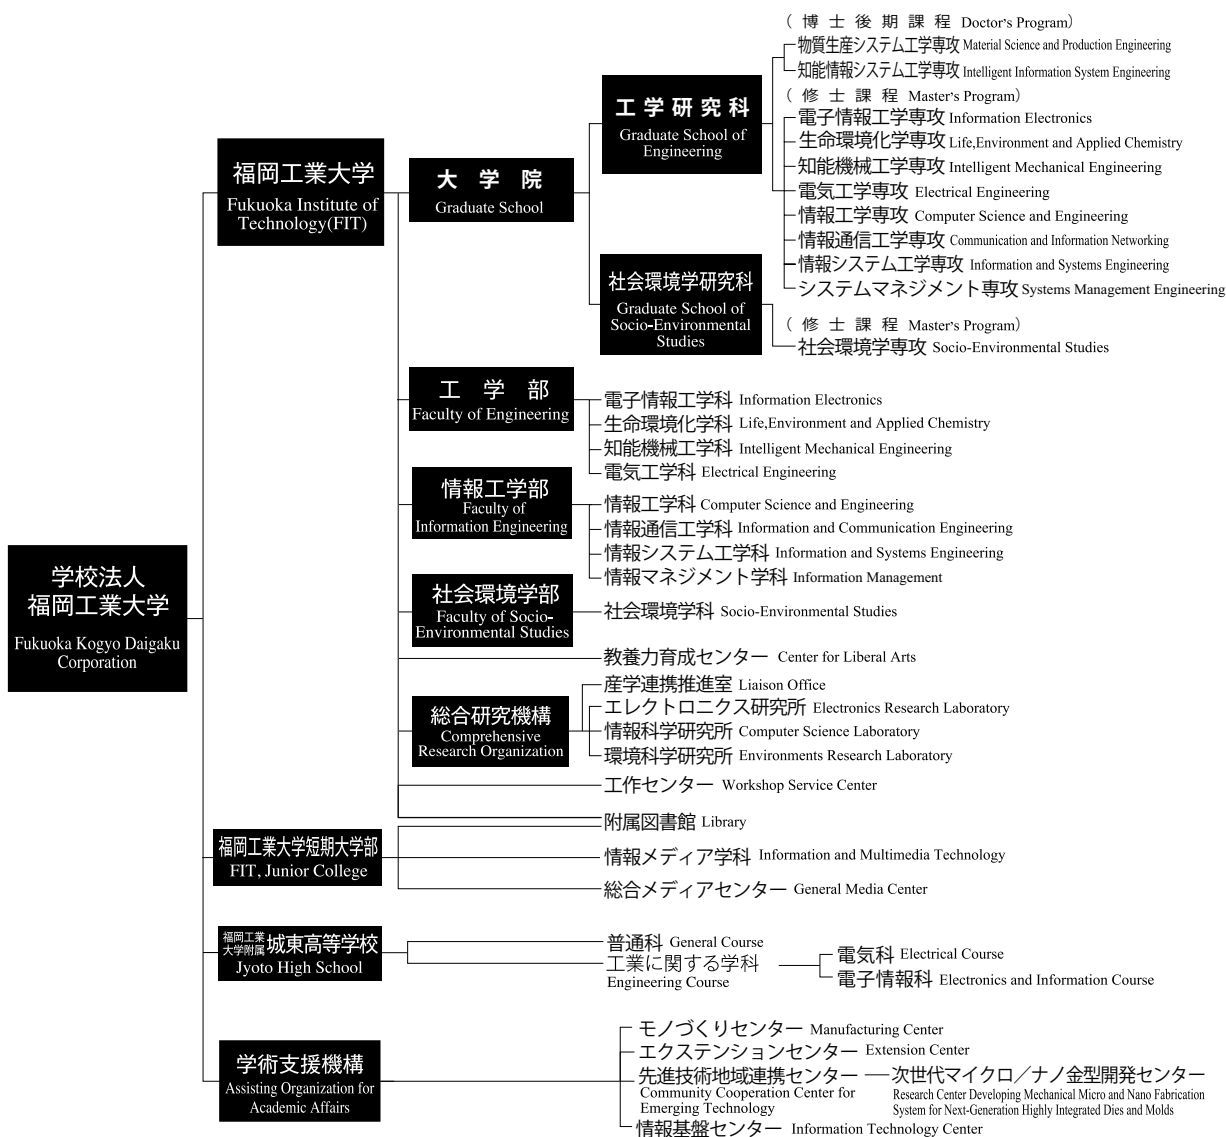 学校法人
福岡工業大学
Fukuoka Kogyo Daigaku
Corporation
福岡工業大学
Fukuoka Institute of
Technology(FIT)
大学院
Graduate School
工学研究科
Graduate School of
Engineering
(博士後期課程 Doctor's Program)
物質生産システム工学専攻 Material Science and Production Engineering
知能情報システム工学専攻 Intelligent Information System Engineering
(修士課程 Master's Program)
電子情報工学専攻 Information Electronics
生命環境化学専攻 Life,Environment and Applied Chemistry
知能機械工学専攻 Intelligent Mechanical Engineering
電気工学専攻 Electrical Engineering
情報工学専攻 Computer Science and Engineering
情報通信工学専攻 Communication and Information Networking
情報システム工学専攻 Information and Systems Engineering
システムマネジメント専攻 Systems Management Engineering
社会環境学研究科
Graduate School of
Socio-Environmental
Studies
(修士課程 Master's Program)
社会環境学専攻 Socio-Environmental Studies
工学部
Faculty of Engineering
電子情報工学科 Information Electronics
生命環境化学科 Life,Environment and Applied Chemistry
知能機械工学科 Intelligent Mechanical Engineering
電気工学科 Electrical Engineering
情報工学部
Faculty of
Information Engineering
情報工学科 Computer Science and Engineering
情報通信工学科 Information and Communication Engineering
情報システム工学科 Information and Systems Engineering
情報マネジメント学科 Information Management
社会環境学部
Faculty of Socio-
Environmental Studies
社会環境学科 Socio-Environmental Studies
教養力育成センター Center for Liberal Arts
総合研究機構
Comprehensive
Research Organization
産学連携推進室 Liaison Office
エレクトロニクス研究所 Electronics Research Laboratory
情報科学研究所 Computer Science Laboratory
環境科学研究所 Environments Research Laboratory
工作センター Workshop Service Center
附属図書館 Library
福岡工業大学短期大学部
FIT, Junior College
情報メディア学科 Information and Multimedia Technology
総合メディアセンター General Media Center
福岡工業
大学附属 城東高等学校
Jyoto High School
普通科 General Course
工業に関する学科
Engineering Course
電気科 Electrical Course
電子情報科 Electronics and Information Course
学術支援機構
Assisting Organization for
Academic Affairs
モノづくりセンター Manufacturing Center
エクステンションセンター Extension Center
先進技術地域連携センター
Community Cooperation Center for
Emerging Technology
次世代マイクロ／ナノ金型開発センター
Research Center Developing Mechanical Micro and Nano Fabrication
System for Next-Generation Highly Integrated Dies and Molds
情報基盤センター Information Technology Center